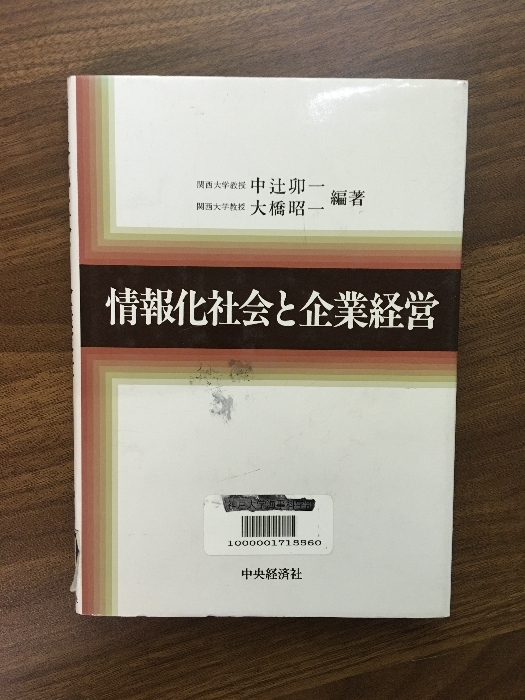 関西大学教授 中辻卯一
関西大学教授 大橋昭一 編著
情報化社会と企業経営
1000001718860
中央経済社